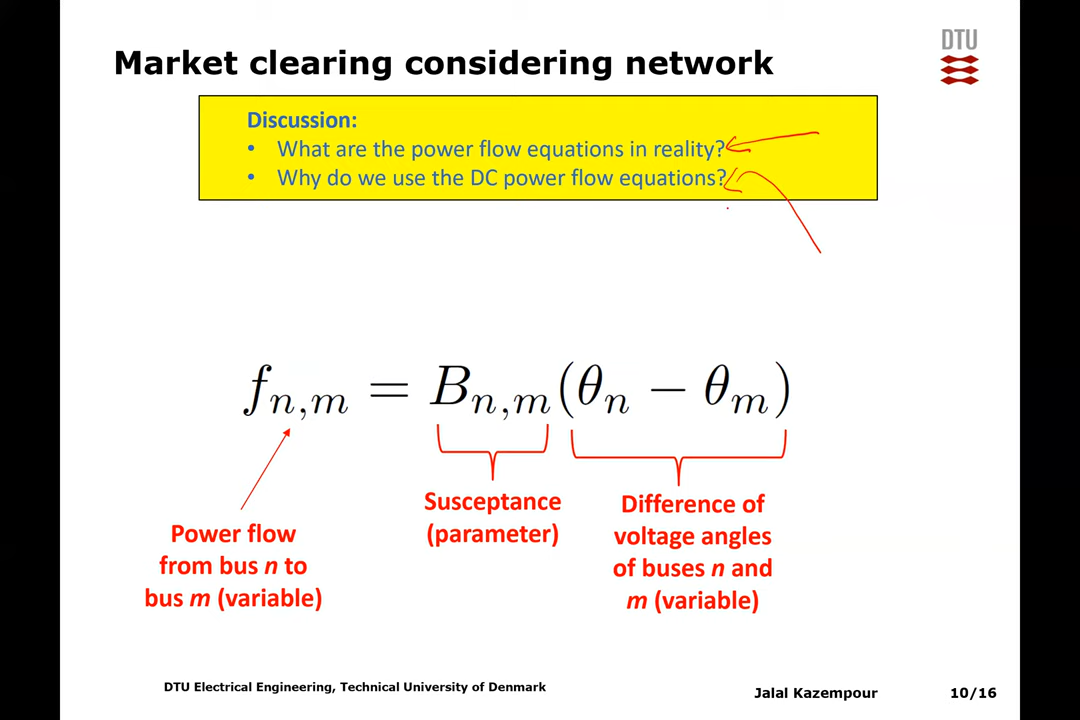 DTU
Market clearing considering network
Discussion:
• What are the power flow equations in reality?
• Why do we use the DC power flow equations?
f_{n,m} = B_{n,m}(θ_n − θ_m)
Power flow
from bus n to
bus m (variable)
Susceptance
(parameter)
Difference of
voltage angles
of buses n and
m (variable)
DTU Electrical Engineering, Technical University of Denmark
Jalal Kazempour
10/16